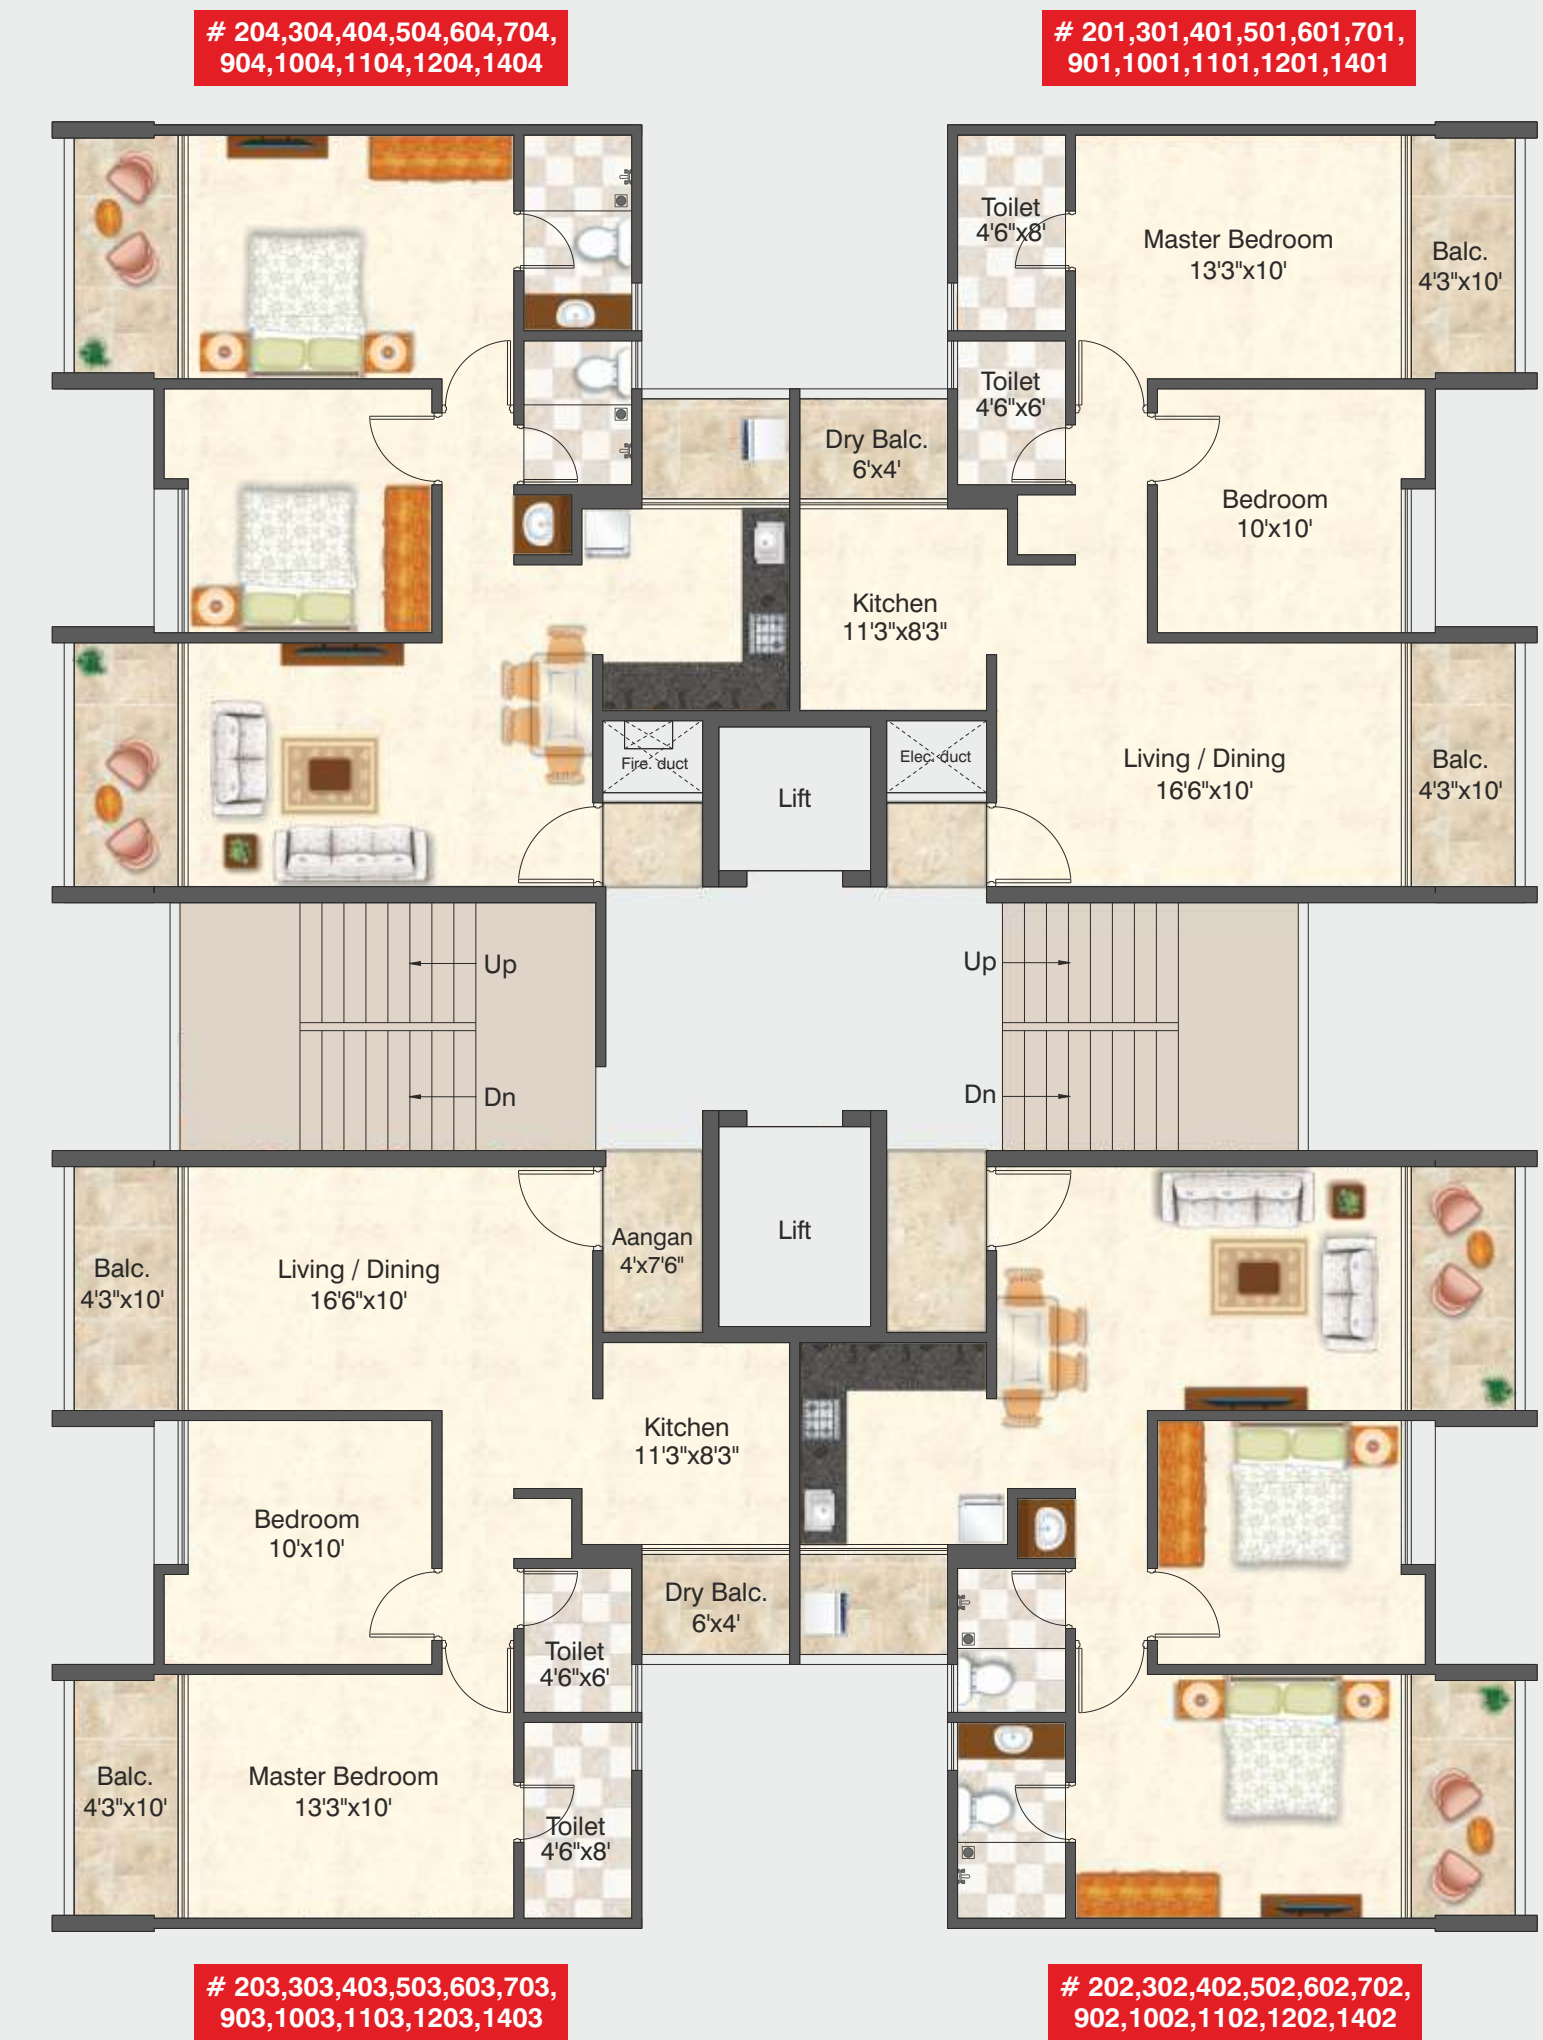 # 204,304,404,504,604,704,
904,1004,1104,1204,1404
# 201,301,401,501,601,701,
901,1001,1101,1201,1401
Toilet
4'6"x8'
Master Bedroom
13'3"x10'
Balc.
4'3"x10'
Toilet
4'6"x6'
Dry Balc.
6'x4'
Bedroom
10'x10'
Kitchen
11'3"x8'3"
Fire. duct
Lift
Elec. duct
Living / Dining
16'6"x10'
Balc.
4'3"x10'
Up
Up
Dn
Dn
Balc.
4'3"x10'
Living / Dining
16'6"x10'
Aangan
4'x7'6"
Lift
Kitchen
11'3"x8'3"
Bedroom
10'x10'
Dry Balc.
6'x4'
Toilet
4'6"x6'
Balc.
4'3"x10'
Master Bedroom
13'3"x10'
Toilet
4'6"x8'
# 203,303,403,503,603,703,
903,1003,1103,1203,1403
# 202,302,402,502,602,702,
902,1002,1102,1202,1402